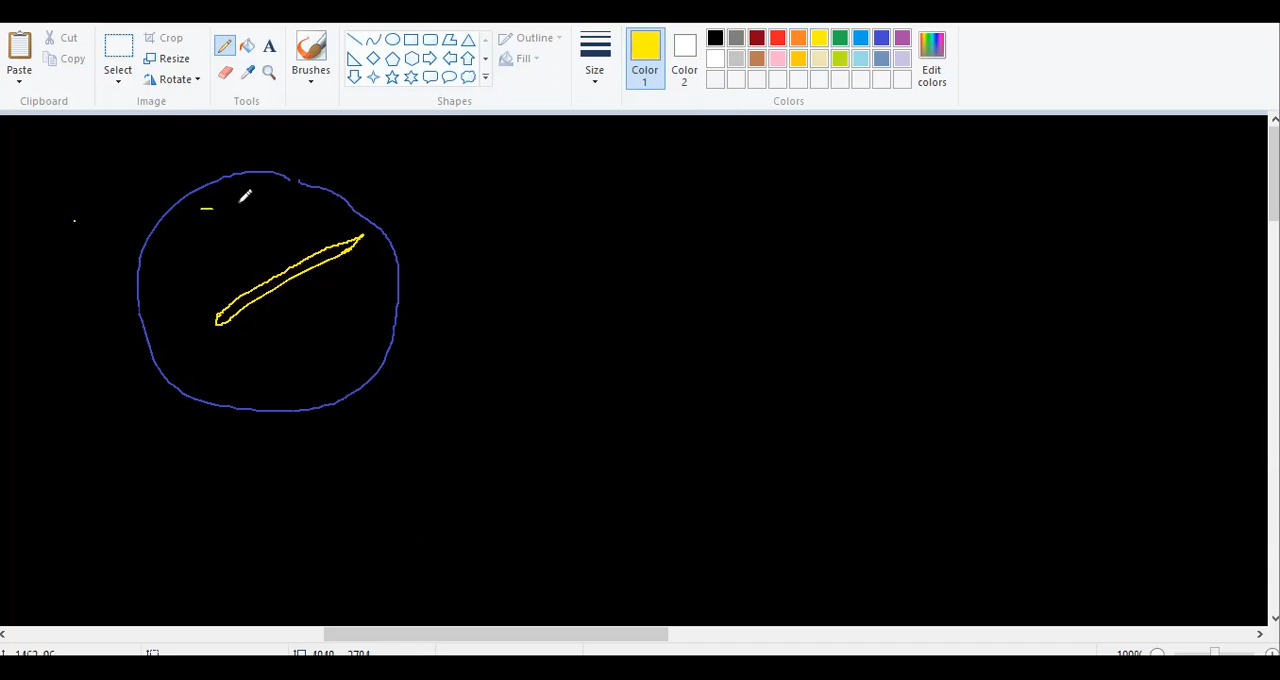 Paste
Cut
Copy
Clipboard
Select
Crop
Resize
Rotate
Image
A
Tools
Brushes
Outline
Fill
Shapes
Size
Color
1
Color
2
Edit
colors
Colors
100%